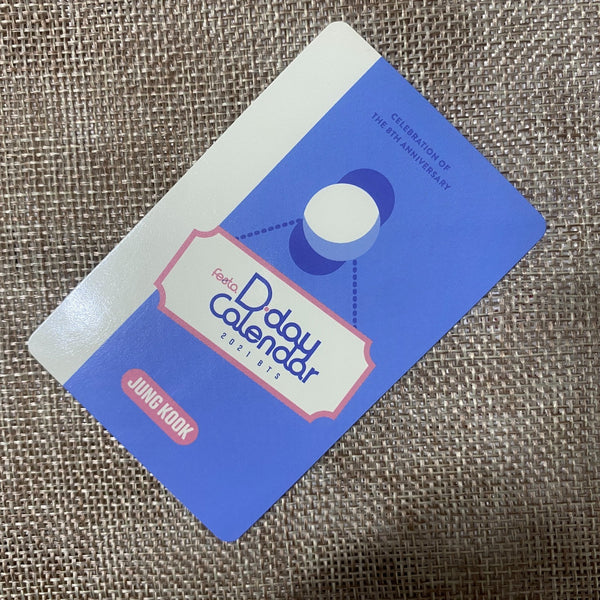 CELEBRATION OF
THE 8TH ANNIVERSARY
Festa.
D-day
Calendar
2021 BTS
JUNG KOOK